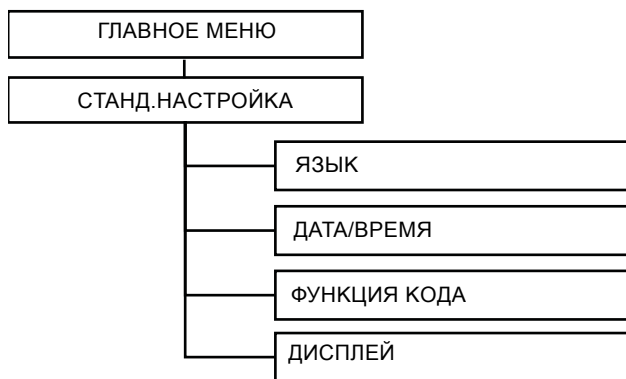 ГЛАВНОЕ МЕНЮ
СТАНД.НАСТРОЙКА
ЯЗЫК
ДАТА/ВРЕМЯ
ФУНКЦИЯ КОДА
ДИСПЛЕЙ